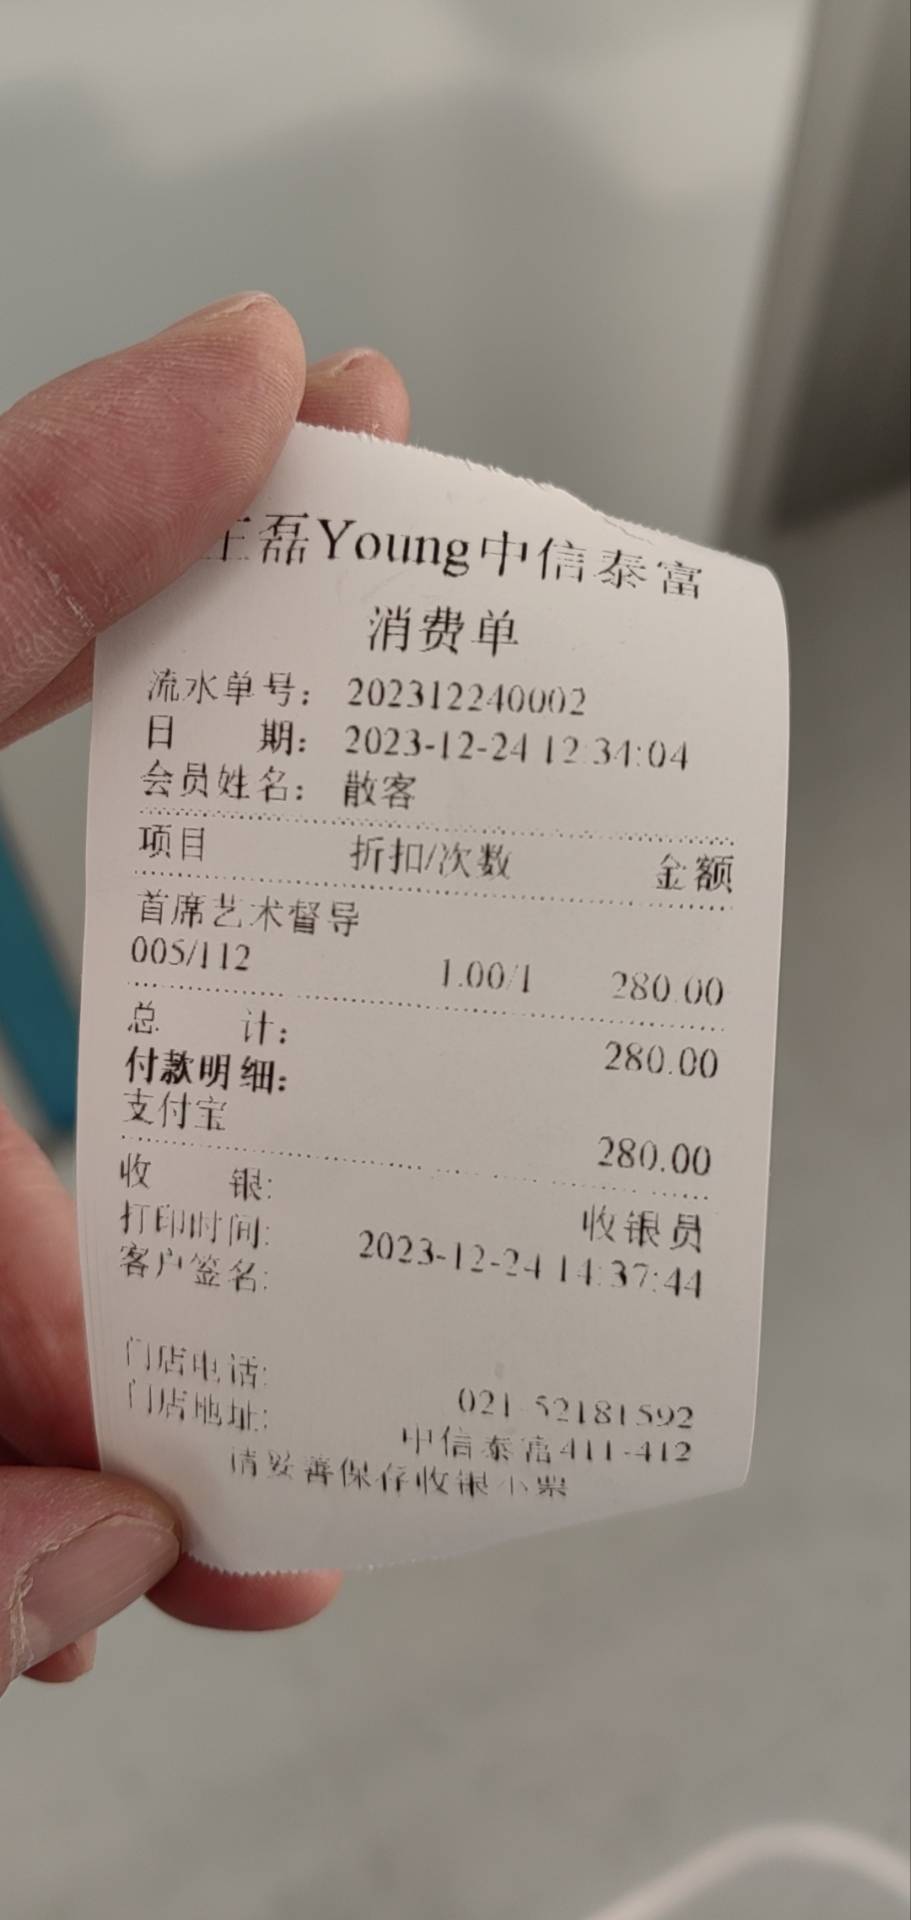 王磊Young中信泰富
消费单
流水单号： 202312240002
日 期： 2023-12-24 12:34:04
会员姓名： 散客
项目 折扣/次数 金额
首席艺术督导
005/112 1.00/1 280.00
总 计： 280.00
付款明细：
支付宝 280.00
收 银: 收银员
打印时间: 2023-12-24 14:37:44
客户签名:
门店电话: 021-52181592
门店地址: 中信泰富411-412
请妥善保存收银小票